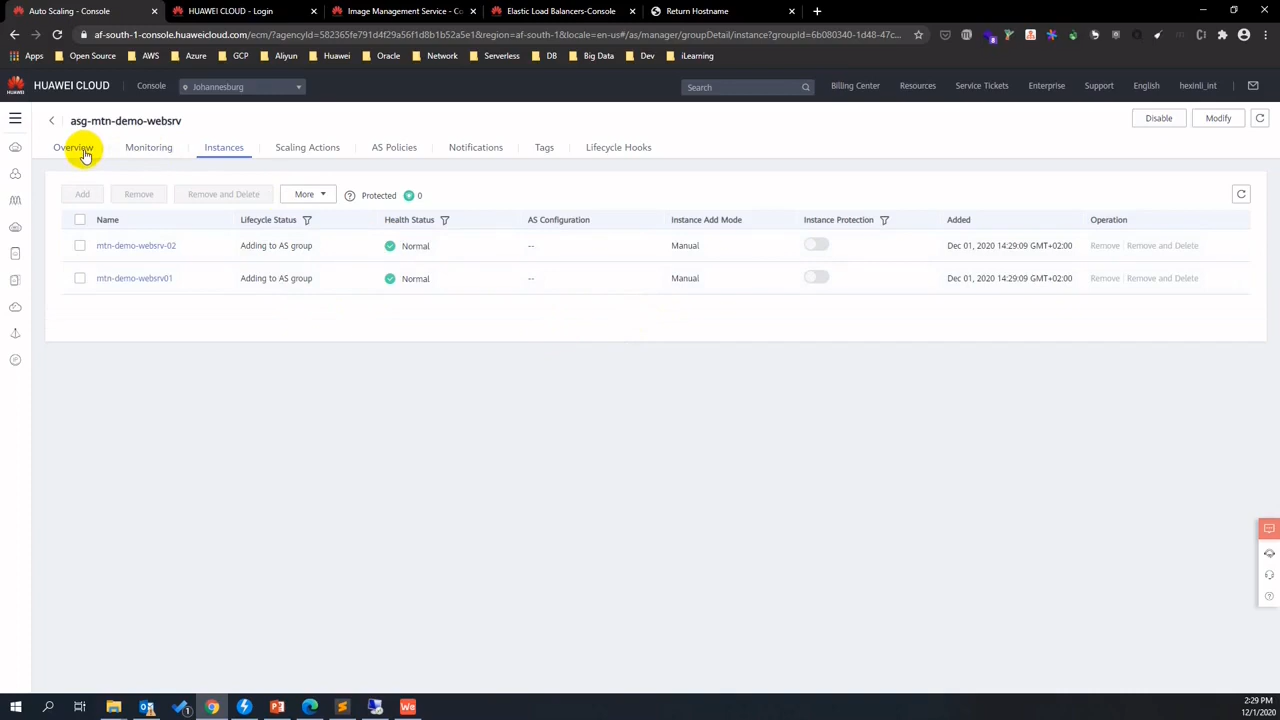 Auto Scaling - Console
HUAWEI CLOUD - Login
Image Management Service - Co
Elastic Load Balancers-Console
Return Hostname
af-south-1-console.huaweicloud.com/ecm/?agencyId=582365fe791d4f29a56f1d8b1b52a5e1&region=af-south-1&locale=en-us#/as/manager/groupDetail/instance?groupId=6b080340-1d48-47c...
Apps
Open Source
AWS
Azure
GCP
Aliyun
Huawei
Oracle
Network
Serverless
DB
Big Data
Dev
iLearning
HUAWEI CLOUD
Console
Johannesburg
Search
Billing Center
Resources
Service Tickets
Enterprise
Support
English
hexinli_int
asg-mtn-demo-websrv
Disable
Modify
Overview
Monitoring
Instances
Scaling Actions
AS Policies
Notifications
Tags
Lifecycle Hooks
Add
Remove
Remove and Delete
More
Protected 0
Name Lifecycle Status Health Status AS Configuration Instance Add Mode Instance Protection Added Operation
mtn-demo-websrv-02 Adding to AS group Normal -- Manual Dec 01, 2020 14:29:09 GMT+02:00 Remove Remove and Delete
mtn-demo-websrv01 Adding to AS group Normal -- Manual Dec 01, 2020 14:29:09 GMT+02:00 Remove Remove and Delete
We
2:29 PM
12/1/2020